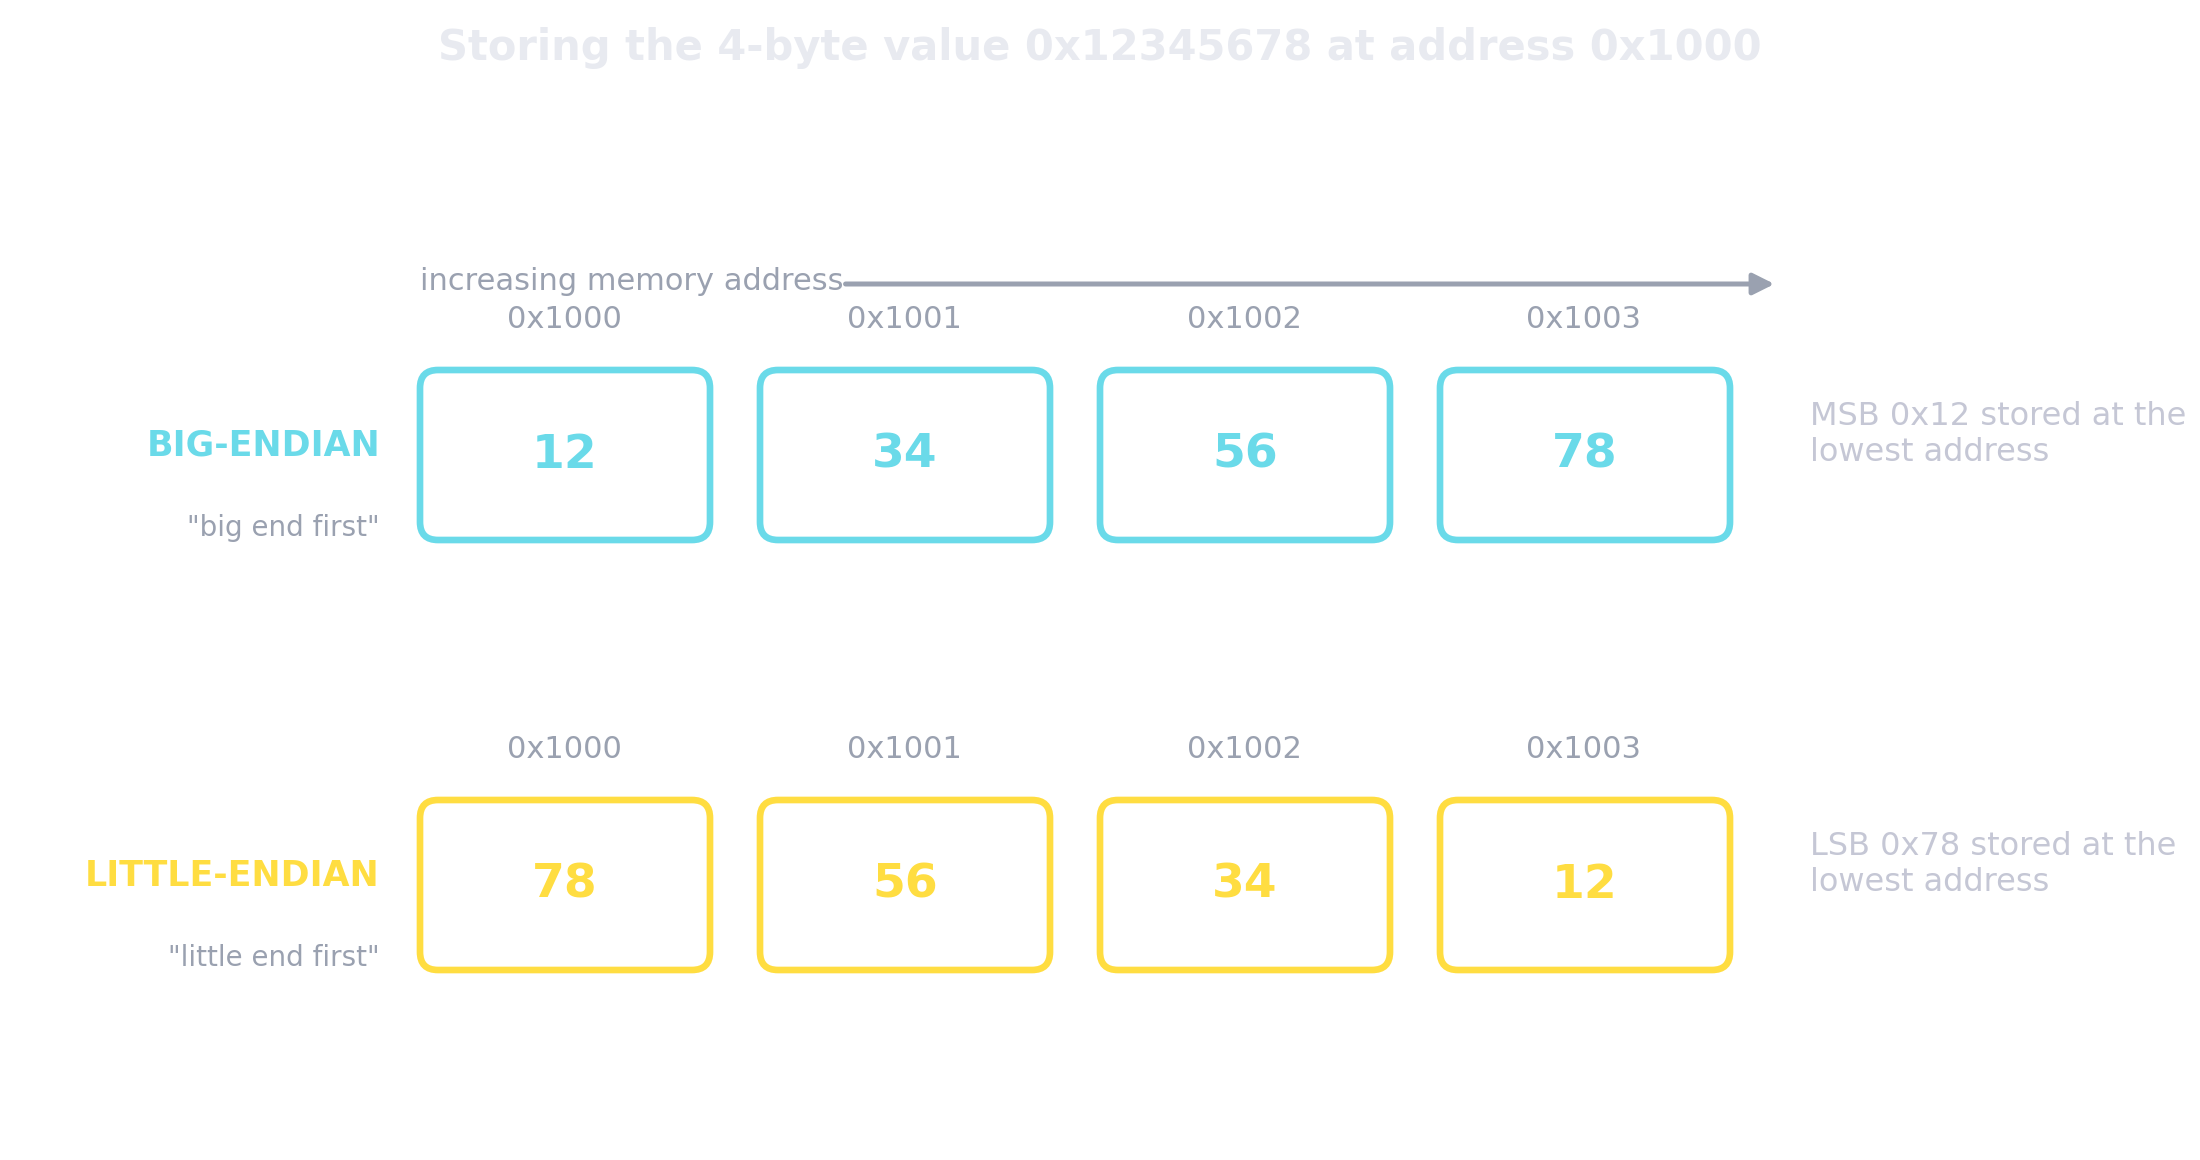 Storing the 4-byte value 0x12345678 at address 0x1000
increasing memory address
0x1000 0x1001 0x1002 0x1003
BIG-ENDIAN
"big end first"
12 34 56 78
MSB 0x12 stored at the
lowest address
0x1000 0x1001 0x1002 0x1003
LITTLE-ENDIAN
"little end first"
78 56 34 12
LSB 0x78 stored at the
lowest address